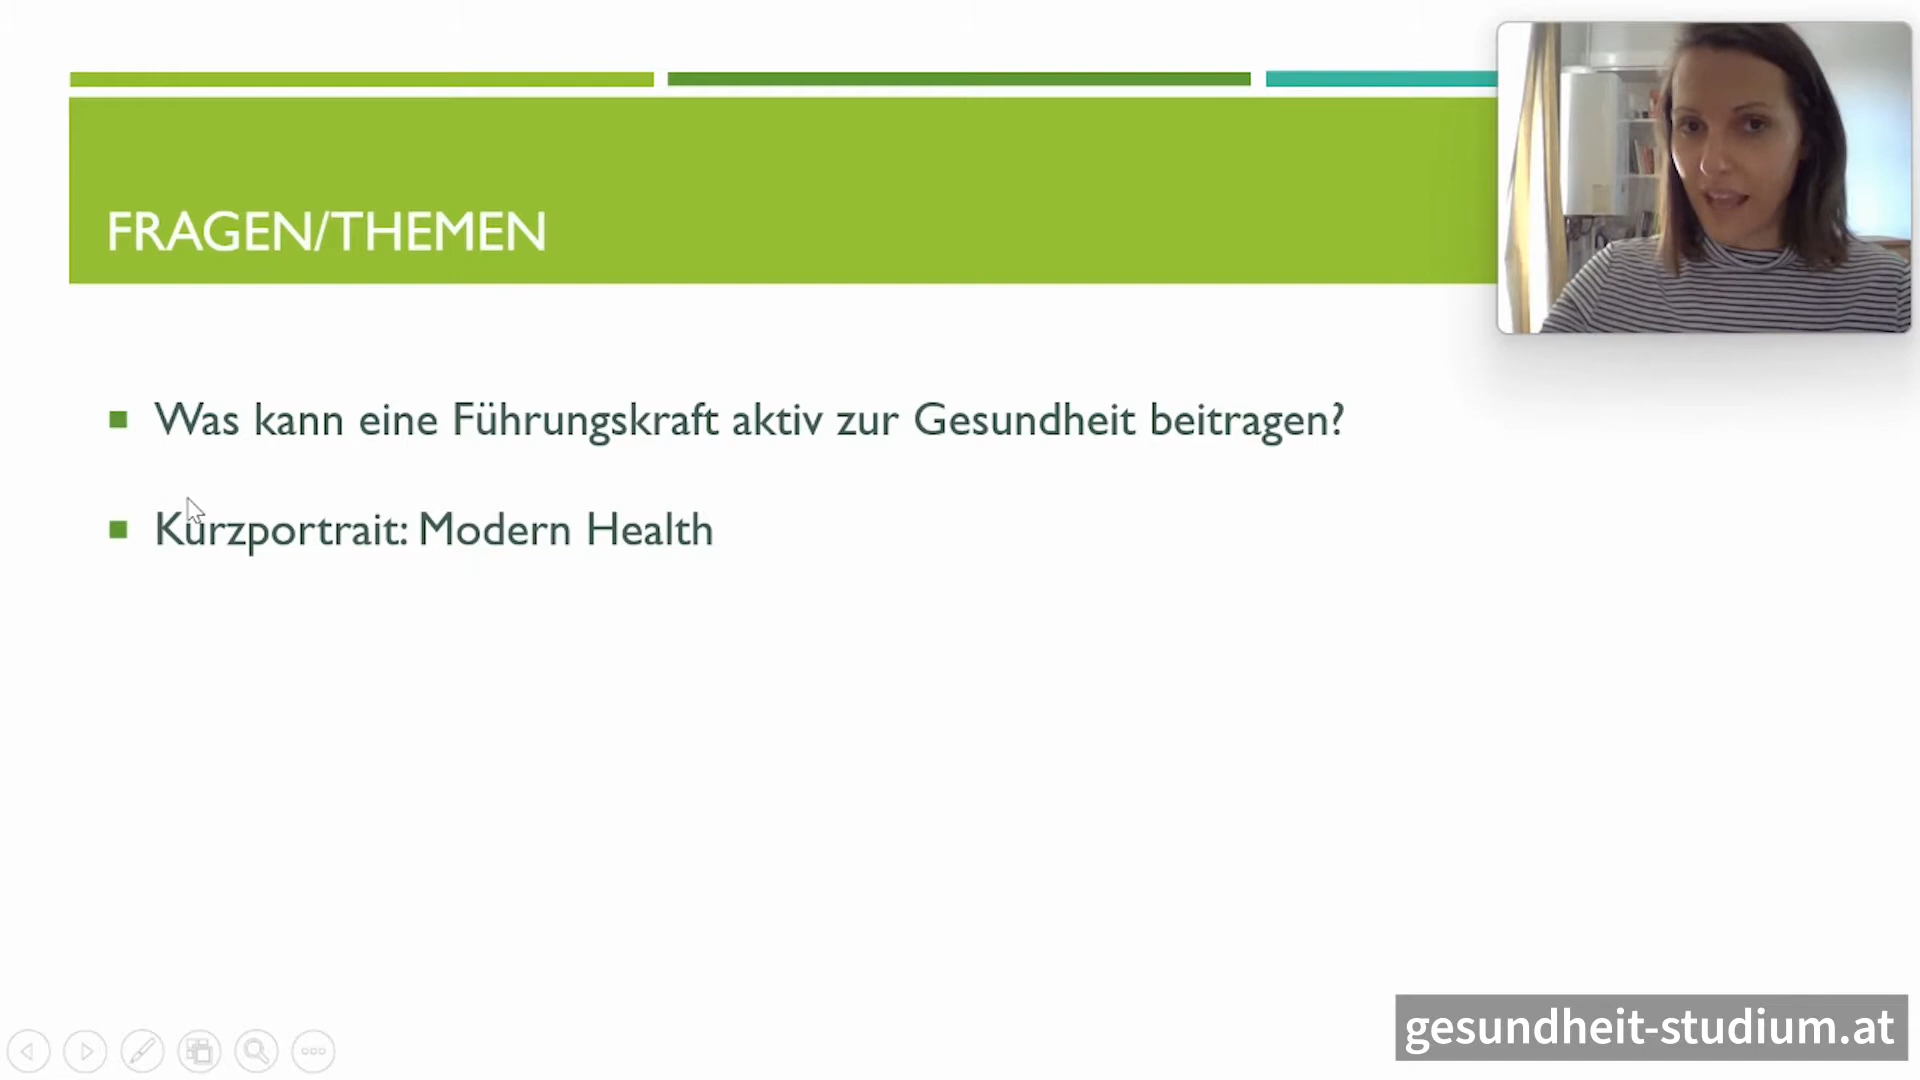 FRAGEN/THEMEN
Was kann eine Führungskraft aktiv zur Gesundheit beitragen?
Kurzportrait: Modern Health
gesundheit-studium.at